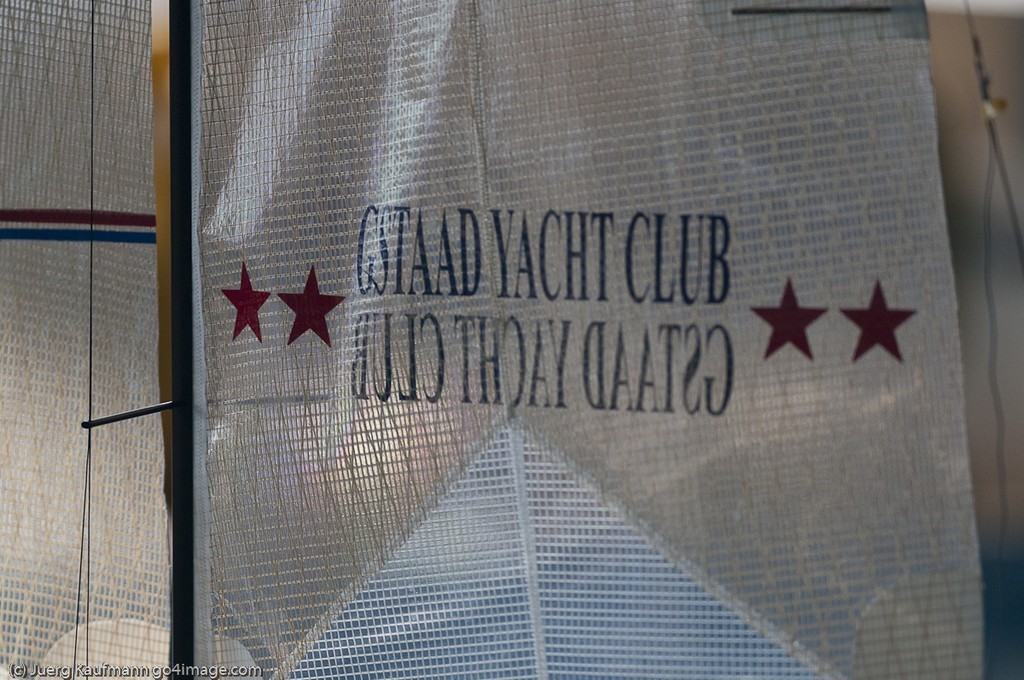 GSTAAD YACHT CLUB
GSTAAD YACHT CLUB
(c) Juerg Kaufmann go4image.com